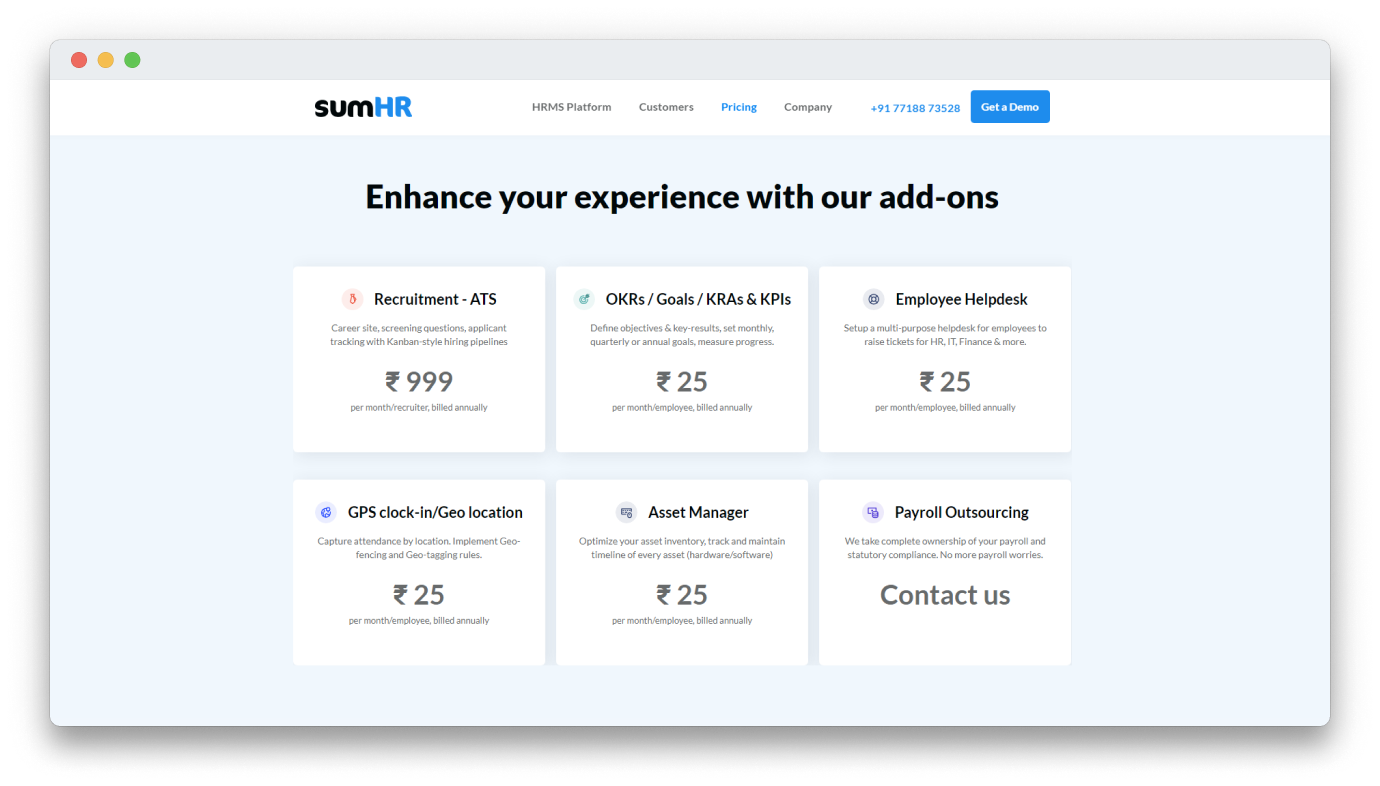 sumHR
HRMS Platform
Customers
Pricing
Company
+91 77188 73528
Get a Demo
Enhance your experience with our add-ons
Recruitment - ATS
Career site, screening questions, applicant
tracking with Kanban-style hiring pipelines
₹ 999
per month/recruiter, billed annually
OKRs / Goals / KRAs & KPIs
Define objectives & key-results, set monthly,
quarterly or annual goals, measure progress.
₹ 25
per month/employee, billed annually
Employee Helpdesk
Setup a multi-purpose helpdesk for employees to
raise tickets for HR, IT, Finance & more.
₹ 25
per month/employee, billed annually
GPS clock-in/Geo location
Capture attendance by location. Implement Geo-
fencing and Geo-tagging rules.
₹ 25
per month/employee, billed annually
Asset Manager
Optimize your asset inventory, track and maintain
timeline of every asset (hardware/software)
₹ 25
per month/employee, billed annually
Payroll Outsourcing
We take complete ownership of your payroll and
statutory compliance. No more payroll worries.
Contact us